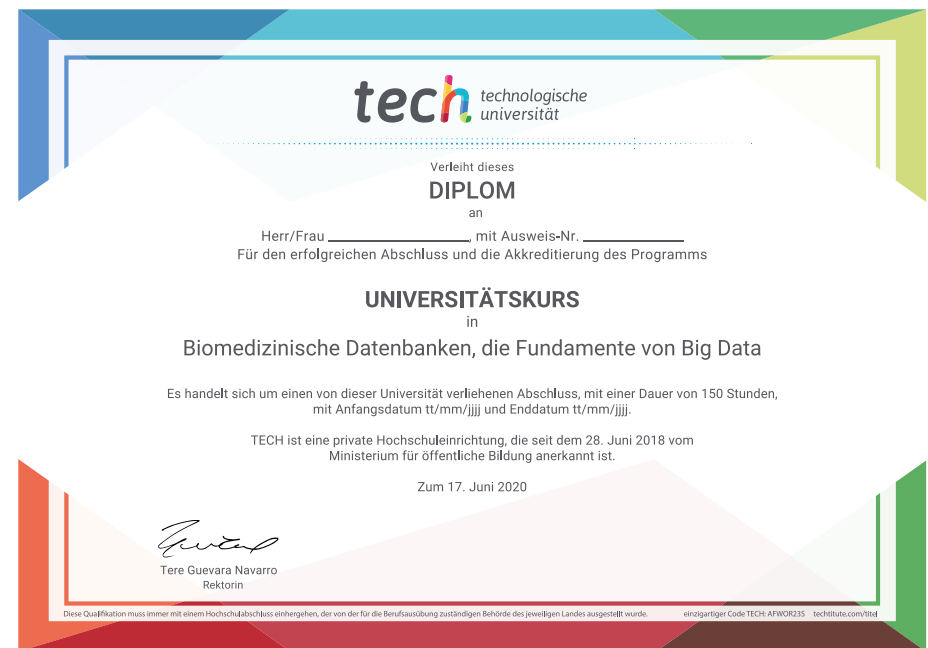 tech technologische
universität
Verleiht dieses
DIPLOM
an
Herr/Frau ____________________, mit Ausweis-Nr. ______________
Für den erfolgreichen Abschluss und die Akkreditierung des Programms
UNIVERSITÄTSKURS
in
Biomedizinische Datenbanken, die Fundamente von Big Data
Es handelt sich um einen von dieser Universität verliehenen Abschluss, mit einer Dauer von 150 Stunden,
mit Anfangsdatum tt/mm/jjjj und Enddatum tt/mm/jjjj.
TECH ist eine private Hochschuleinrichtung, die seit dem 28. Juni 2018 vom
Ministerium für öffentliche Bildung anerkannt ist.
Zum 17. Juni 2020
Tere Guevara Navarro
Rektorin
Diese Qualifikation muss immer mit einem Hochschulabschluss einhergehen, der von der für die Berufsausübung zuständigen Behörde des jeweiligen Landes ausgestellt wurde. einzigartiger Code TECH: AFWOR23S techtitute.com/titel